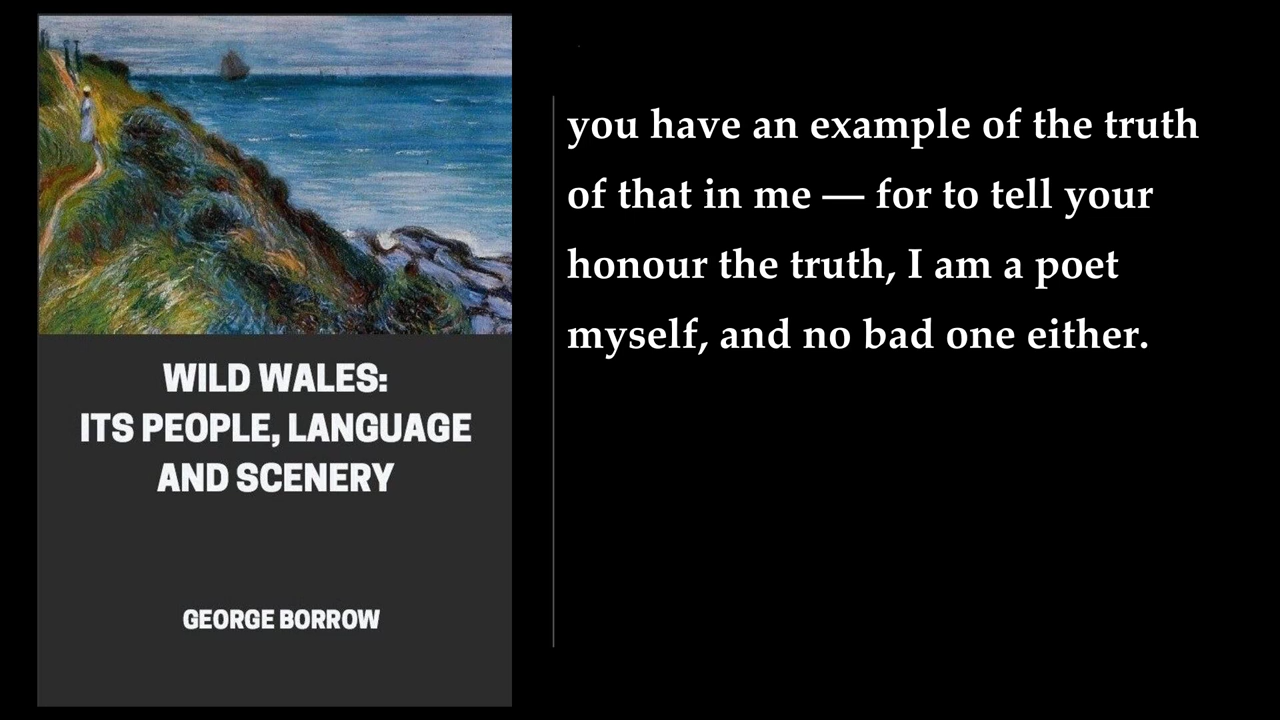 WILD WALES:
ITS PEOPLE, LANGUAGE
AND SCENERY
GEORGE BORROW
you have an example of the truth
of that in me — for to tell your
honour the truth, I am a poet
myself, and no bad one either.